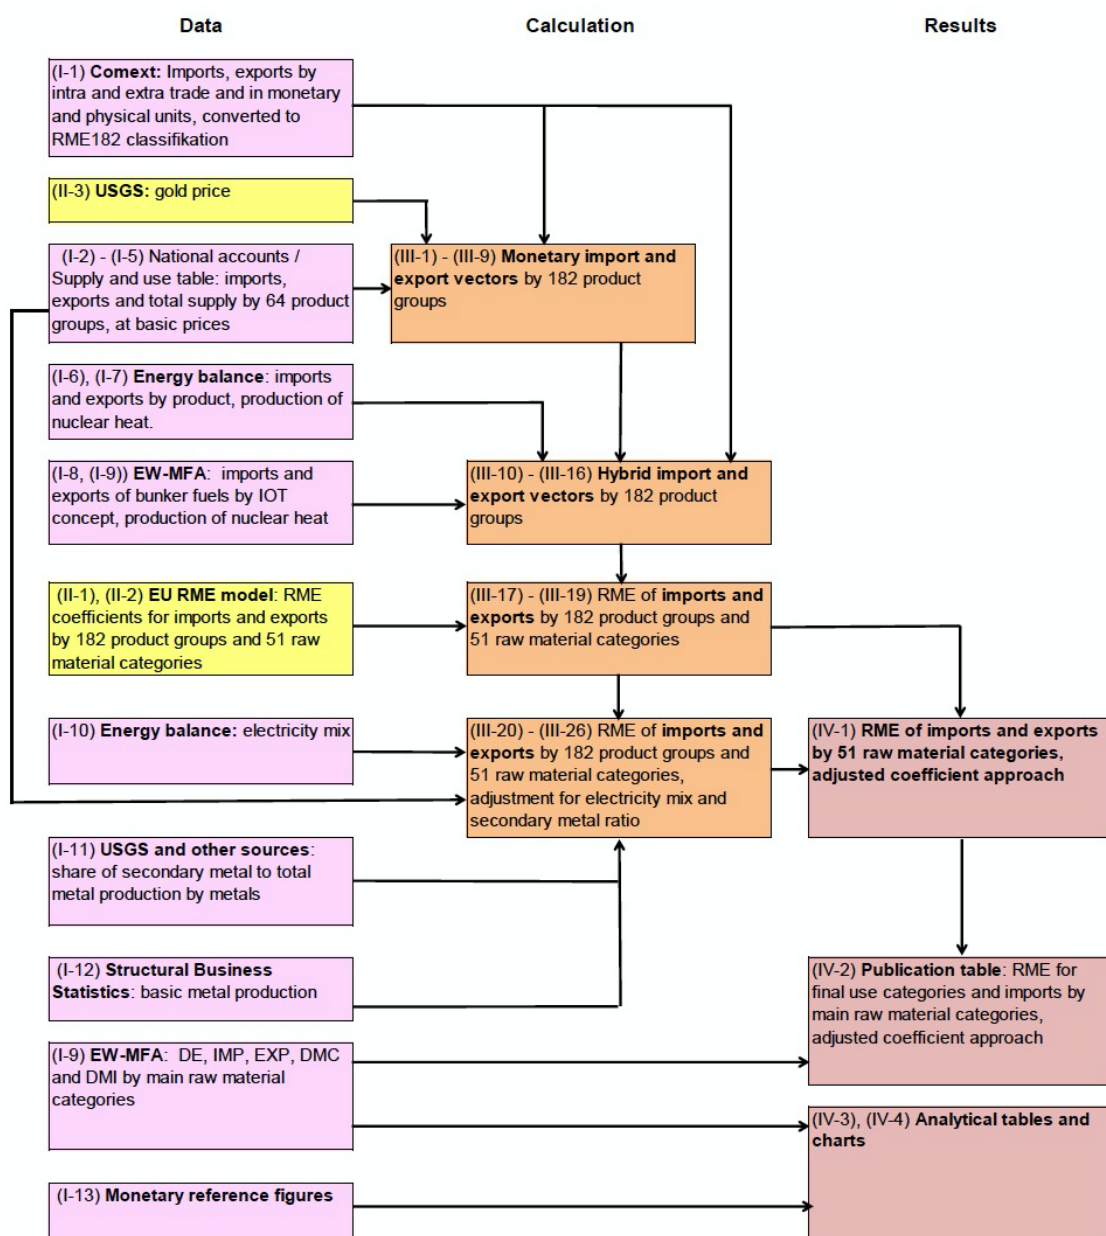 Data
Calculation
Results
(I-1) Comext: Imports, exports by
intra and extra trade and in monetary
and physical units, converted to
RME182 classifikation
(II-3) USGS: gold price
(I-2) - (I-5) National accounts /
Supply and use table: imports,
exports and total supply by 64 product
groups, at basic prices
(III-1) - (III-9) Monetary import and
export vectors by 182 product
groups
(I-6), (I-7) Energy balance: imports
and exports by product, production of
nuclear heat.
(I-8, (I-9)) EW-MFA: imports and
exports of bunker fuels by IOT
concept, production of nuclear heat
(III-10) - (III-16) Hybrid import and
export vectors by 182 product
groups
(II-1), (II-2) EU RME model: RME
coefficients for imports and exports
by 182 product groups and 51 raw
material categories
(III-17) - (III-19) RME of imports and
exports by 182 product groups and
51 raw material categories
(I-10) Energy balance: electricity mix
(III-20) - (III-26) RME of imports and
exports by 182 product groups and
51 raw material categories,
adjustment for electricity mix and
secondary metal ratio
(IV-1) RME of imports and exports
by 51 raw material categories,
adjusted coefficient approach
(I-11) USGS and other sources:
share of secondary metal to total
metal production by metals
(I-12) Structural Business
Statistics: basic metal production
(IV-2) Publication table: RME for
final use categories and imports by
main raw material categories,
adjusted coefficient approach
(I-9) EW-MFA: DE, IMP, EXP, DMC
and DMI by main raw material
categories
(IV-3), (IV-4) Analytical tables and
charts
(I-13) Monetary reference figures